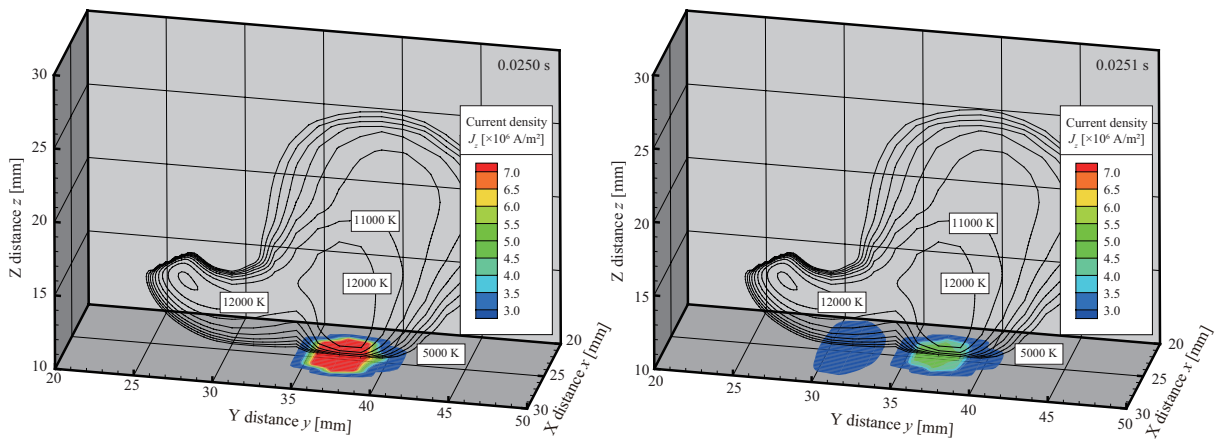 0.0250 s
Current density
J_z [×10⁶ A/m²]
7.0
6.5
6.0
5.5
5.0
4.5
4.0
3.5
3.0
11000 K
12000 K
12000 K
5000 K
30
25
20
15
10
Z distance z [mm]
20
25
30
35
40
45
50
Y distance y [mm]
20
25
30
X distance x [mm]
0.0251 s
Current density
J_z [×10⁶ A/m²]
7.0
6.5
6.0
5.5
5.0
4.5
4.0
3.5
3.0
11000 K
12000 K
12000 K
5000 K
30
25
20
15
10
Z distance z [mm]
20
25
30
35
40
45
50
Y distance y [mm]
20
25
30
X distance x [mm]